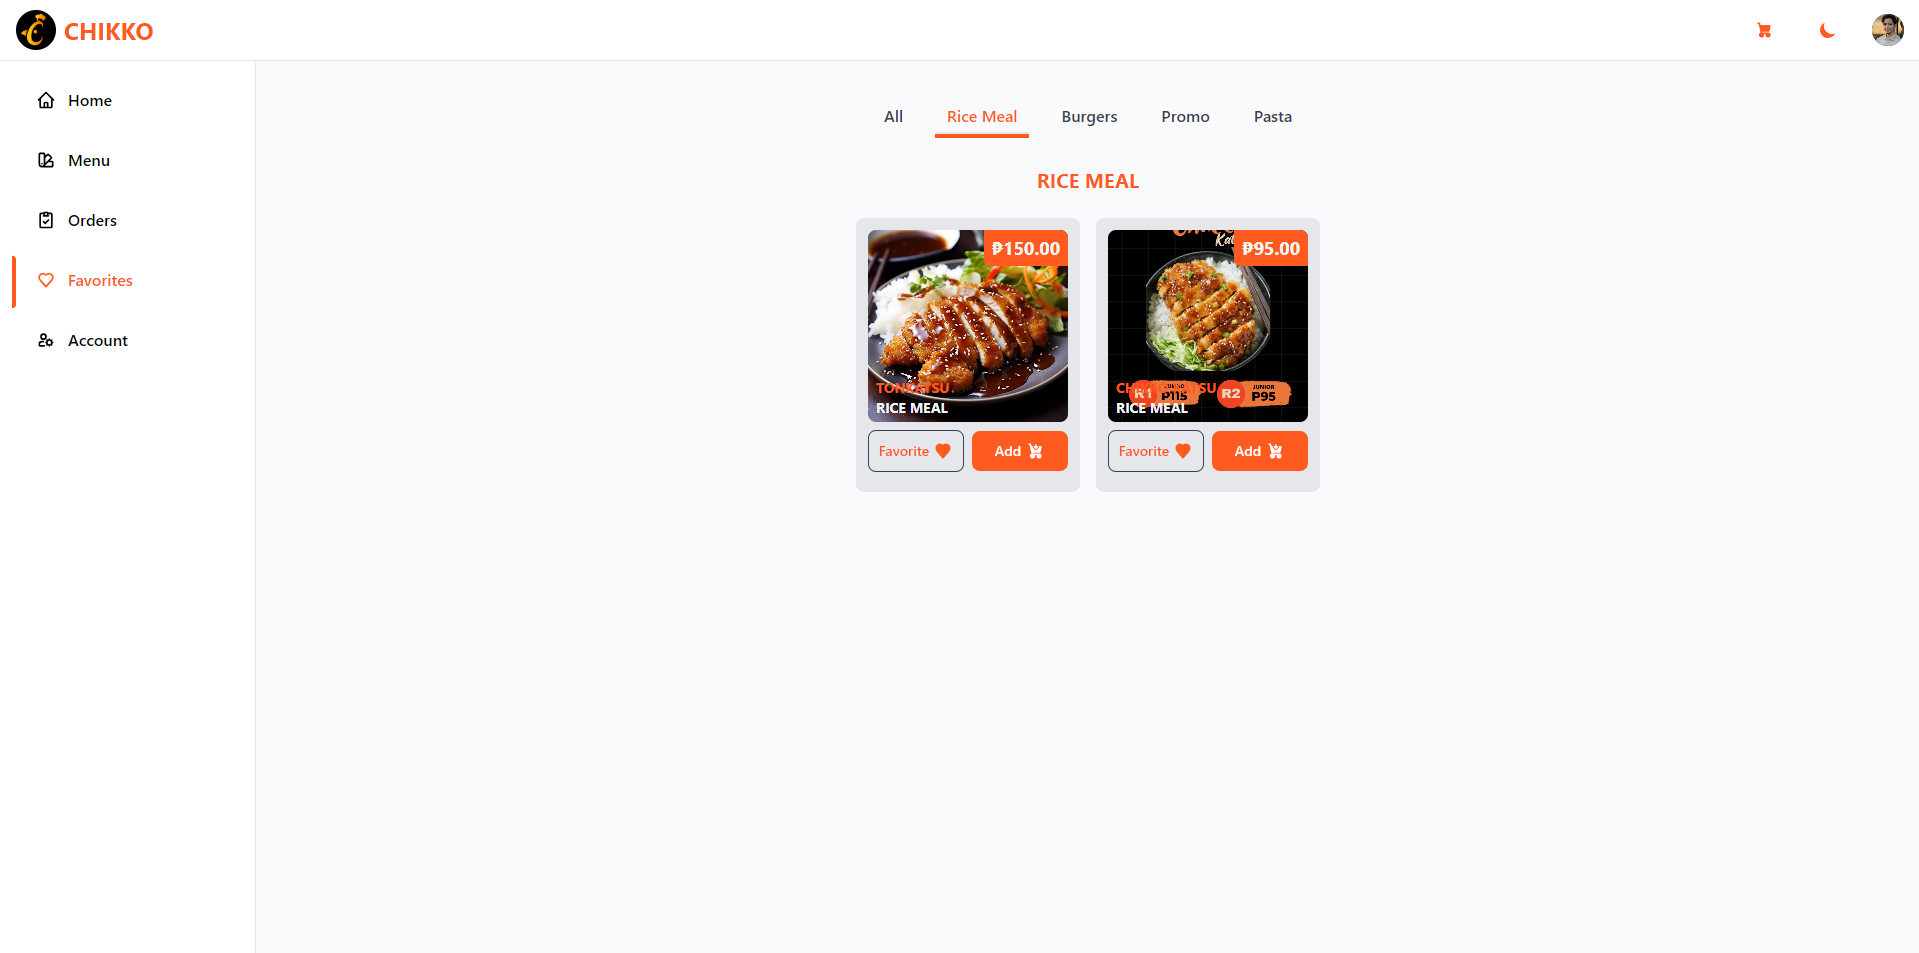 CHIKKO
Home
Menu
Orders
Favorites
Account
All
Rice Meal
Burgers
Promo
Pasta
RICE MEAL
₱150.00
TONKATSU
RICE MEAL
Favorite
Add
₱95.00
R1
P115
R2
JUNIOR
P95
RICE MEAL
Favorite
Add